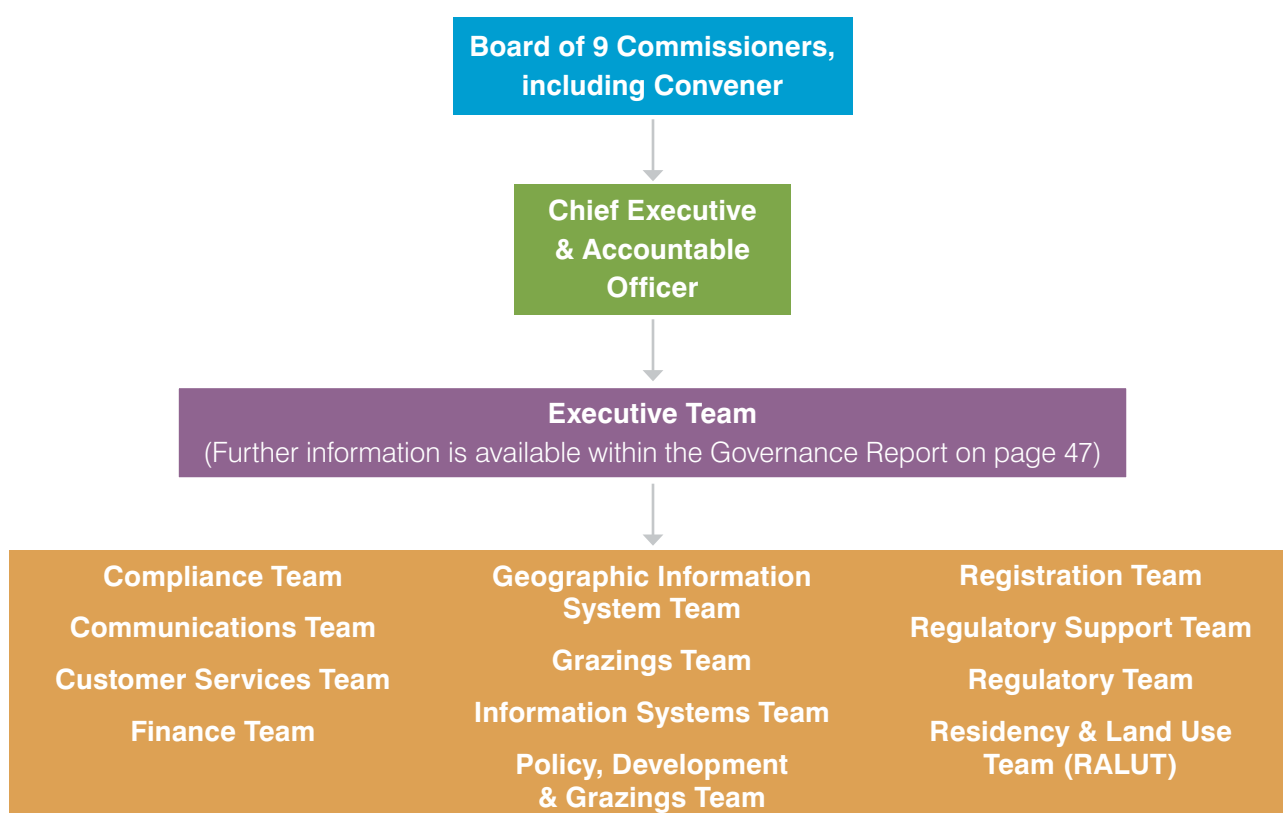 Board of 9 Commissioners,
including Convener
Chief Executive
& Accountable
Officer
Executive Team
(Further information is available within the Governance Report on page 47)
Compliance Team
Communications Team
Customer Services Team
Finance Team
Geographic Information
System Team
Grazings Team
Information Systems Team
Policy, Development
& Grazings Team
Registration Team
Regulatory Support Team
Regulatory Team
Residency & Land Use
Team (RALUT)